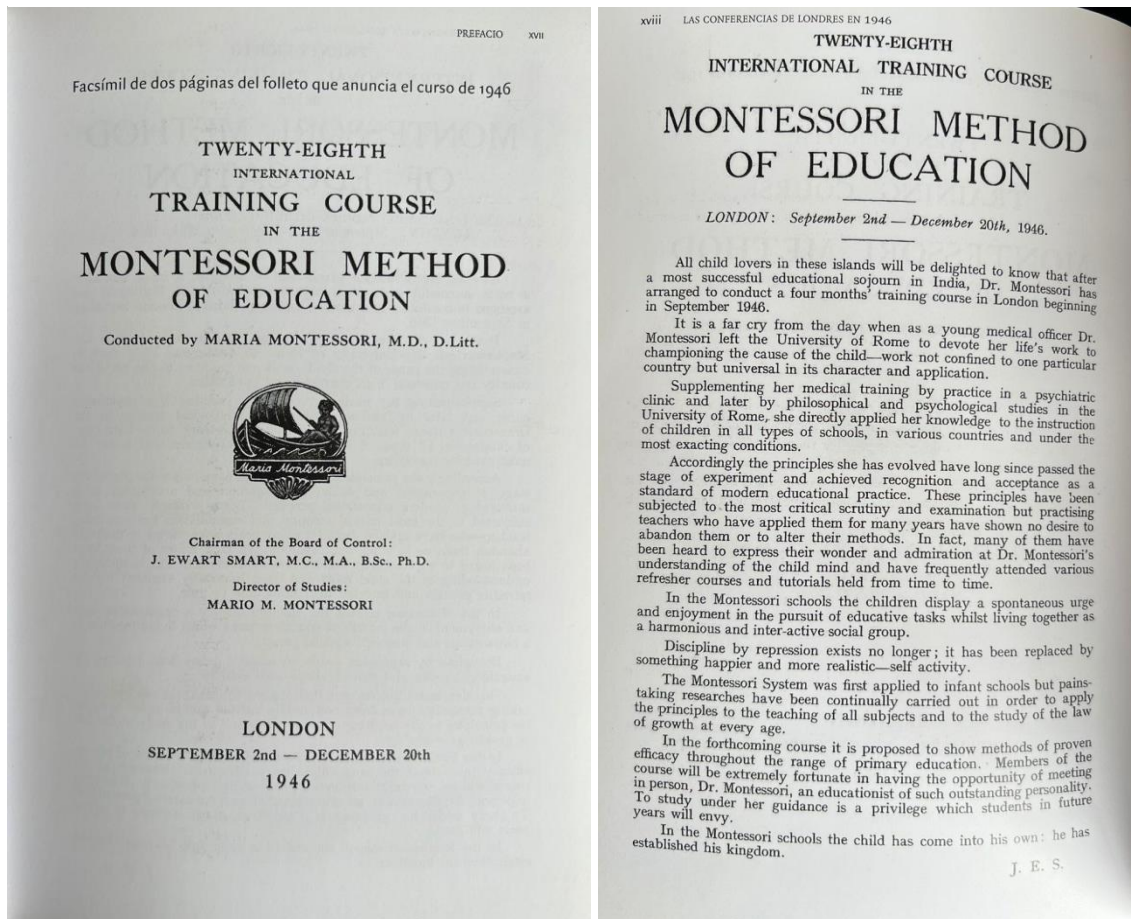 PREFACIO XVII
Facsímil de dos páginas del folleto que anuncia el curso de 1946
TWENTY-EIGHTH
INTERNATIONAL
TRAINING COURSE
IN THE
MONTESSORI METHOD
OF EDUCATION
Conducted by MARIA MONTESSORI, M.D., D.Litt.
Maria Montessori
Chairman of the Board of Control:
J. EWART SMART, M.C., M.A., B.Sc., Ph.D.
Director of Studies:
MARIO M. MONTESSORI
LONDON
SEPTEMBER 2nd — DECEMBER 20th
1946
xviii LAS CONFERENCIAS DE LONDRES EN 1946
TWENTY-EIGHTH
INTERNATIONAL TRAINING COURSE
IN THE
MONTESSORI METHOD
OF EDUCATION
LONDON: September 2nd — December 20th, 1946.
All child lovers in these islands will be delighted to know that after
a most successful educational sojourn in India, Dr. Montessori has
arranged to conduct a four months' training course in London beginning
in September 1946.
It is a far cry from the day when as a young medical officer Dr.
Montessori left the University of Rome to devote her life's work to
championing the cause of the child—work not confined to one particular
country but universal in its character and application.
Supplementing her medical training by practice in a psychiatric
clinic and later by philosophical and psychological studies in the
University of Rome, she directly applied her knowledge to the instruction
of children in all types of schools, in various countries and under the
most exacting conditions.
Accordingly the principles she has evolved have long since passed the
stage of experiment and achieved recognition and acceptance as a
standard of modern educational practice. These principles have been
subjected to the most critical scrutiny and examination but practising
teachers who have applied them for many years have shown no desire to
abandon them or to alter their methods. In fact, many of them have
been heard to express their wonder and admiration at Dr. Montessori's
understanding of the child mind and have frequently attended various
refresher courses and tutorials held from time to time.
In the Montessori schools the children display a spontaneous urge
and enjoyment in the pursuit of educative tasks whilst living together as
a harmonious and inter-active social group.
Discipline by repression exists no longer; it has been replaced by
something happier and more realistic—self activity.
The Montessori System was first applied to infant schools but pains-
taking researches have been continually carried out in order to apply
the principles to the teaching of all subjects and to the study of the law
of growth at every age.
In the forthcoming course it is proposed to show methods of proven
efficacy throughout the range of primary education. Members of the
course will be extremely fortunate in having the opportunity of meeting
in person, Dr. Montessori, an educationist of such outstanding personality.
To study under her guidance is a privilege which students in future
years will envy.
In the Montessori schools the child has come into his own: he has
established his kingdom.
J. E. S.